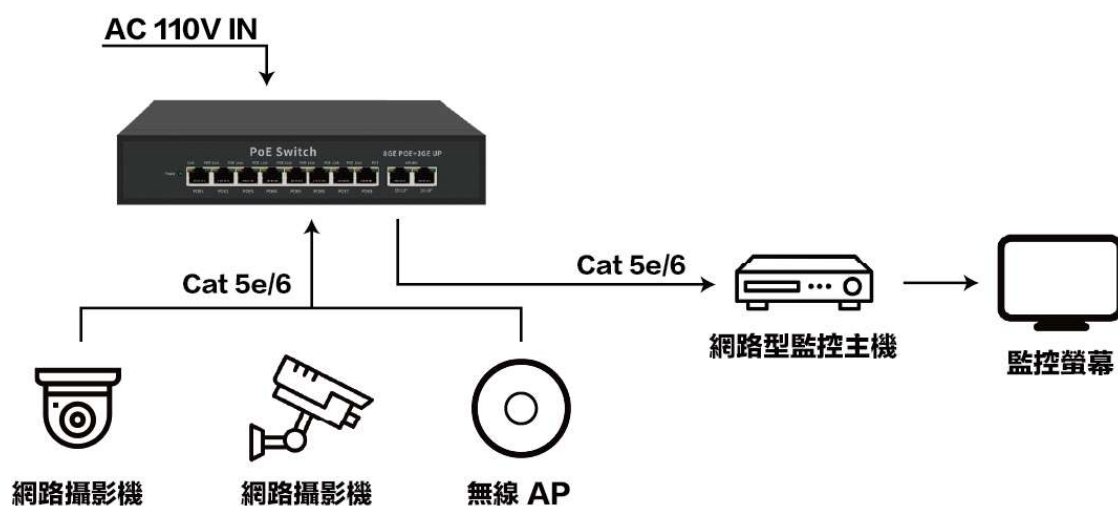 AC 110V IN
PoE Switch
8GE POE+2GE UP
Cat 5e/6
Cat 5e/6
網路型監控主機
監控螢幕
網路攝影機
網路攝影機
無線 AP